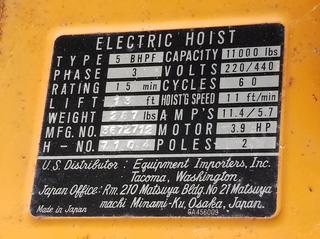 ELECTRIC HOIST
TYPE 5 BHPF CAPACITY 11000 lbs
PHASE 3 VOLTS 220/440
RATING 15 min CYCLES 60
LIFT ft HOIST'G SPEED 11 ft/min
WEIGHT lbs AMP'S 11.4/5.7
MFG. NO. 3672712 MOTOR 3.9 HP
H - NO. POLES 2
U.S. Distributor : Equipment Importers, Inc.
Tacoma, Washington.
Japan Office: Rm. 210 Matsuya Bldg. No 21 Matsuya
machi Minami-Ku, Osaka, Japan.
Made in Japan GA456009